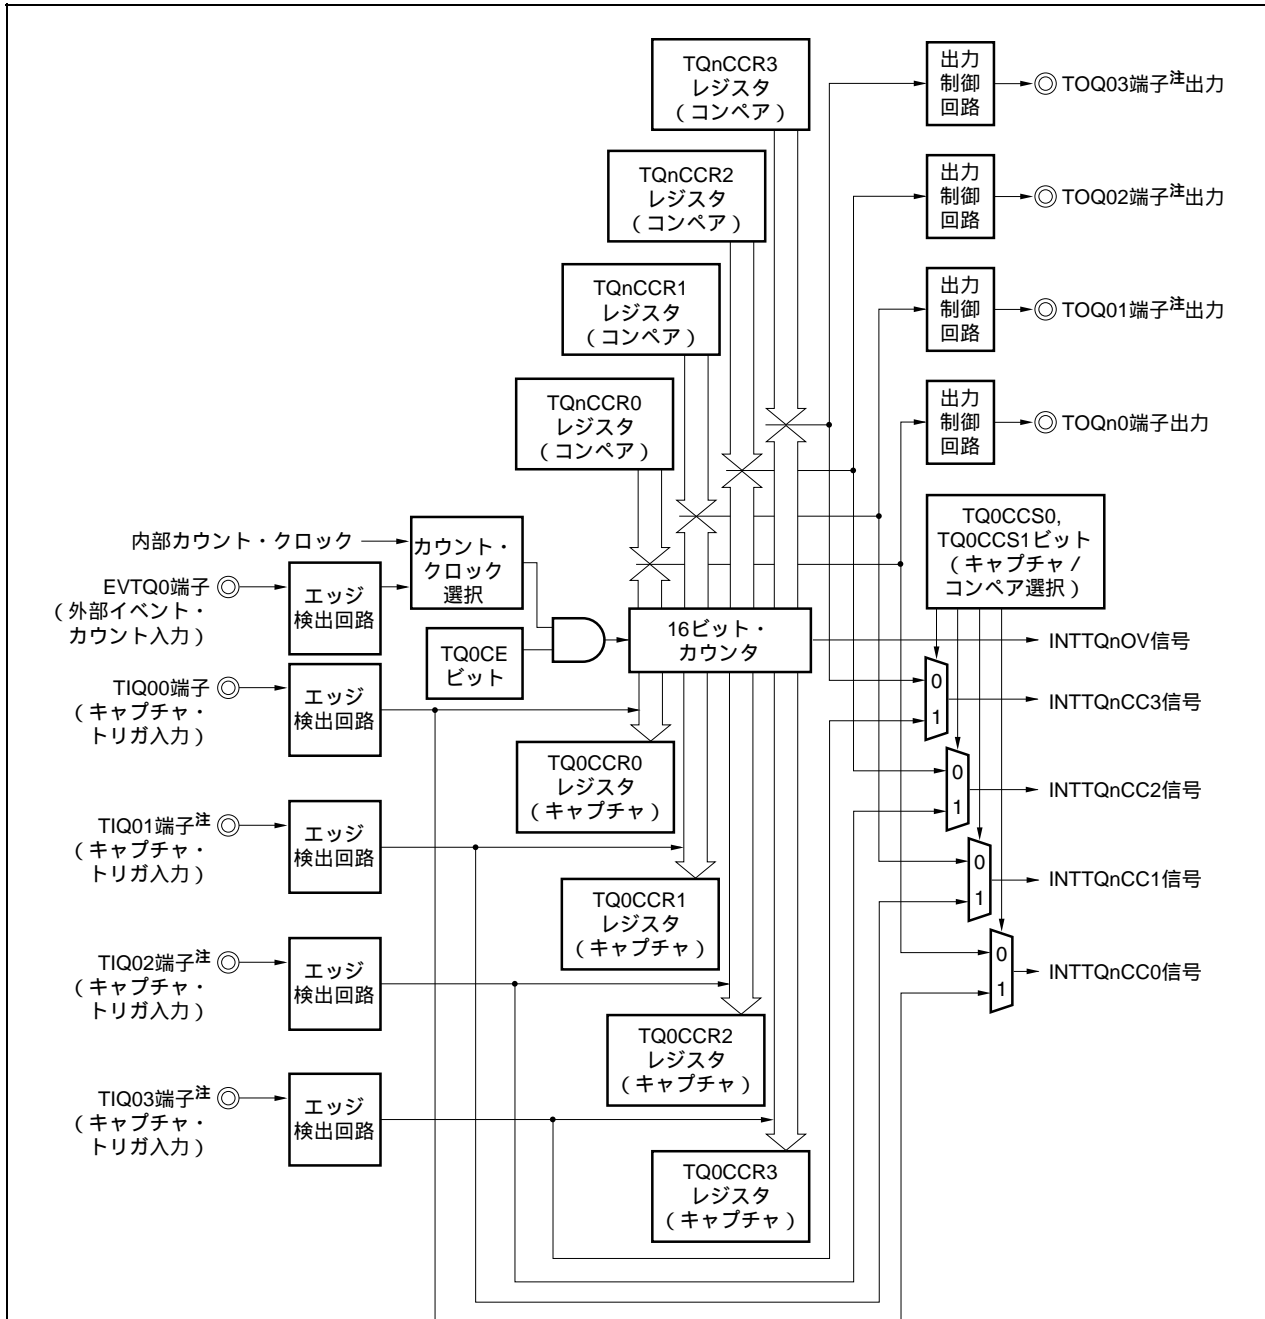 TQnCCR3
レジスタ
(コンペア)
出力
制御
回路
TOQ03端子注出力
TQnCCR2
レジスタ
(コンペア)
出力
制御
回路
TOQ02端子注出力
TQnCCR1
レジスタ
(コンペア)
出力
制御
回路
TOQ01端子注出力
TQnCCR0
レジスタ
(コンペア)
出力
制御
回路
TOQn0端子出力
TQ0CCS0,
TQ0CCS1ビット
(キャプチャ/
コンペア選択)
内部カウント・クロック
カウント・
クロック
選択
EVTQ0端子
(外部イベント・
カウント入力)
エッジ
検出回路
TQ0CE
ビット
16ビット・
カウンタ
INTTQnOV信号
TIQ00端子
(キャプチャ・
トリガ入力)
エッジ
検出回路
0
1
INTTQnCC3信号
TQ0CCR0
レジスタ
(キャプチャ)
0
1
INTTQnCC2信号
TIQ01端子注
(キャプチャ・
トリガ入力)
エッジ
検出回路
TQ0CCR1
レジスタ
(キャプチャ)
0
1
INTTQnCC1信号
TIQ02端子注
(キャプチャ・
トリガ入力)
エッジ
検出回路
0
1
INTTQnCC0信号
TQ0CCR2
レジスタ
(キャプチャ)
TIQ03端子注
(キャプチャ・
トリガ入力)
エッジ
検出回路
TQ0CCR3
レジスタ
(キャプチャ)